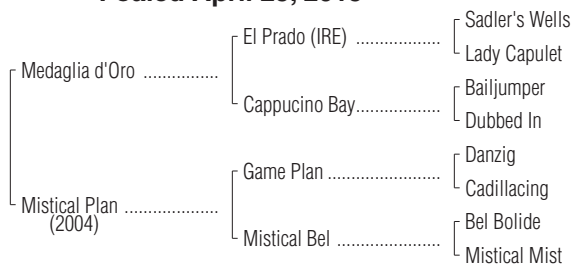 Foaled April
Sadler's Wells
El Prado (IRE) ...................
Lady Capulet
Medaglia d'Oro ................
Bailjumper
Cappucino Bay..................
Dubbed In
Danzig
Game Plan ........................
Cadillacing
Mistical Plan ....................
(2004)
Bel Bolide
Mistical Bel ......................
Mistical Mist